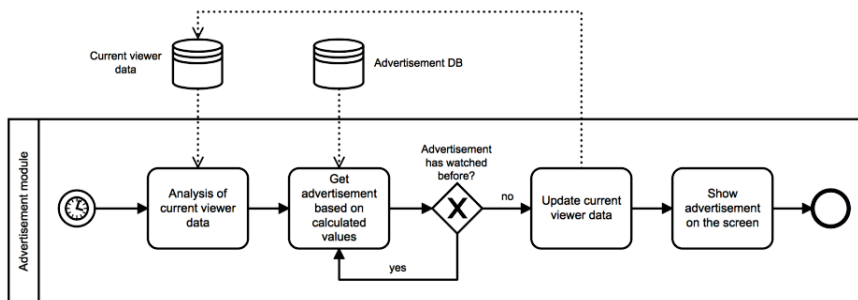 Current viewer
data
Advertisement DB
Advertisement module
Advertisement
has watched
before?
Analysis of
current viewer
data
Get
advertisement
based on
calculated
values
X
no
yes
Update current
viewer data
Show
advertisement
on the screen